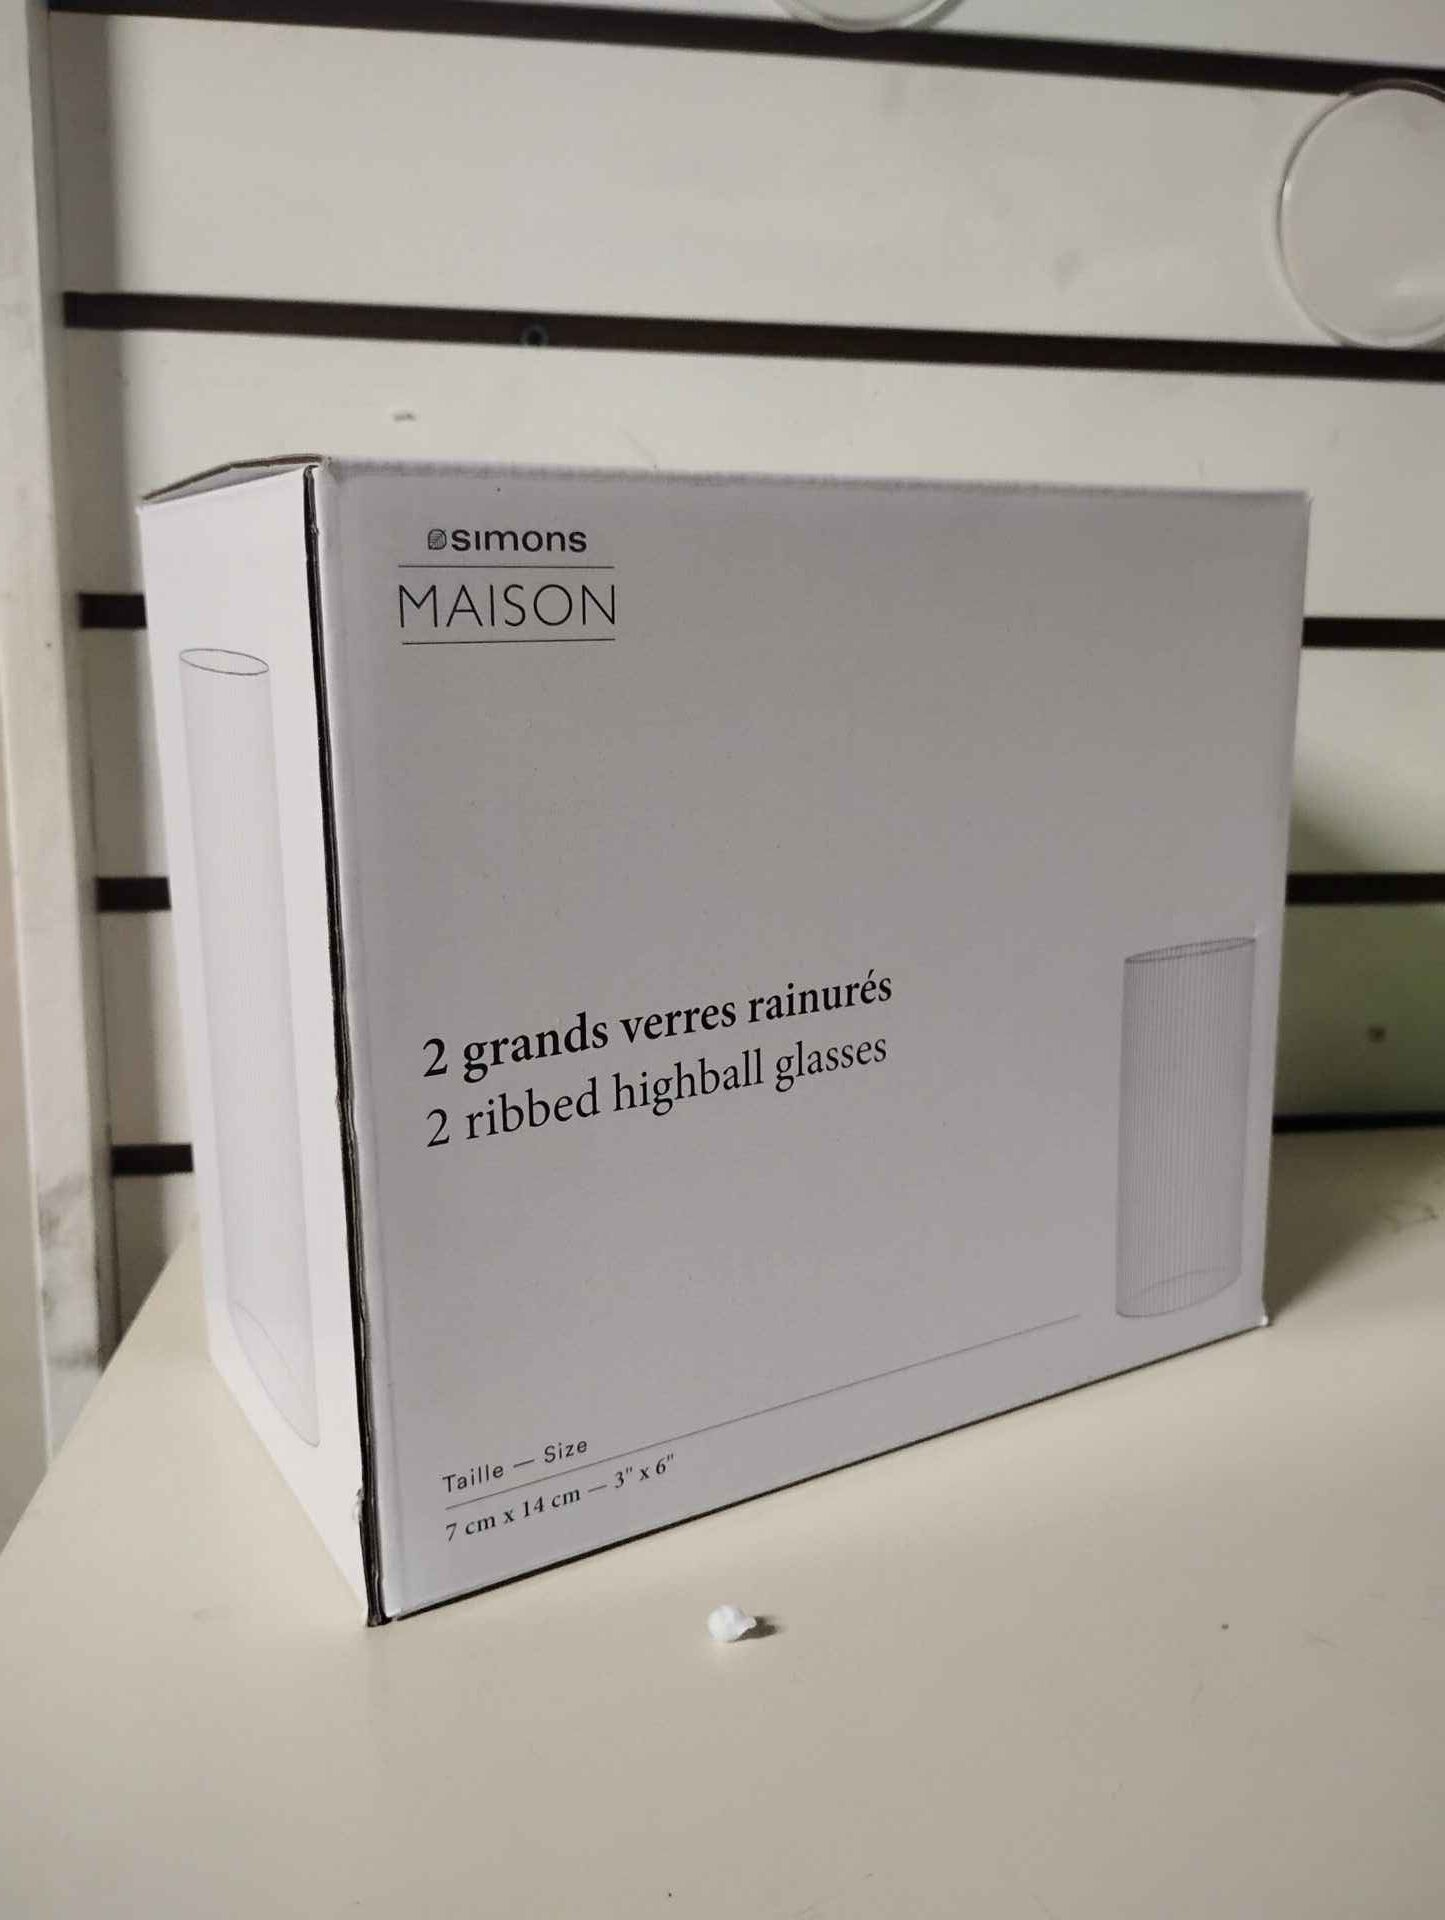 simons
MAISON
2 grands verres rainurés
2 ribbed highball glasses
Taille — Size
7 cm x 14 cm — 3" x 6"